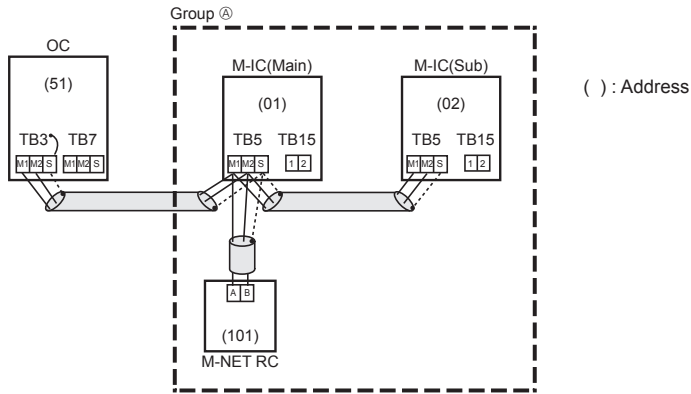 Group Ⓐ
OC
(51)
TB3 TB7
M1 M2 S M1 M2 S
M-IC(Main)
(01)
TB5 TB15
M1 M2 S 1 2
M-IC(Sub)
(02)
TB5 TB15
M1 M2 S 1 2
( ) : Address
A B
(101)
M-NET RC